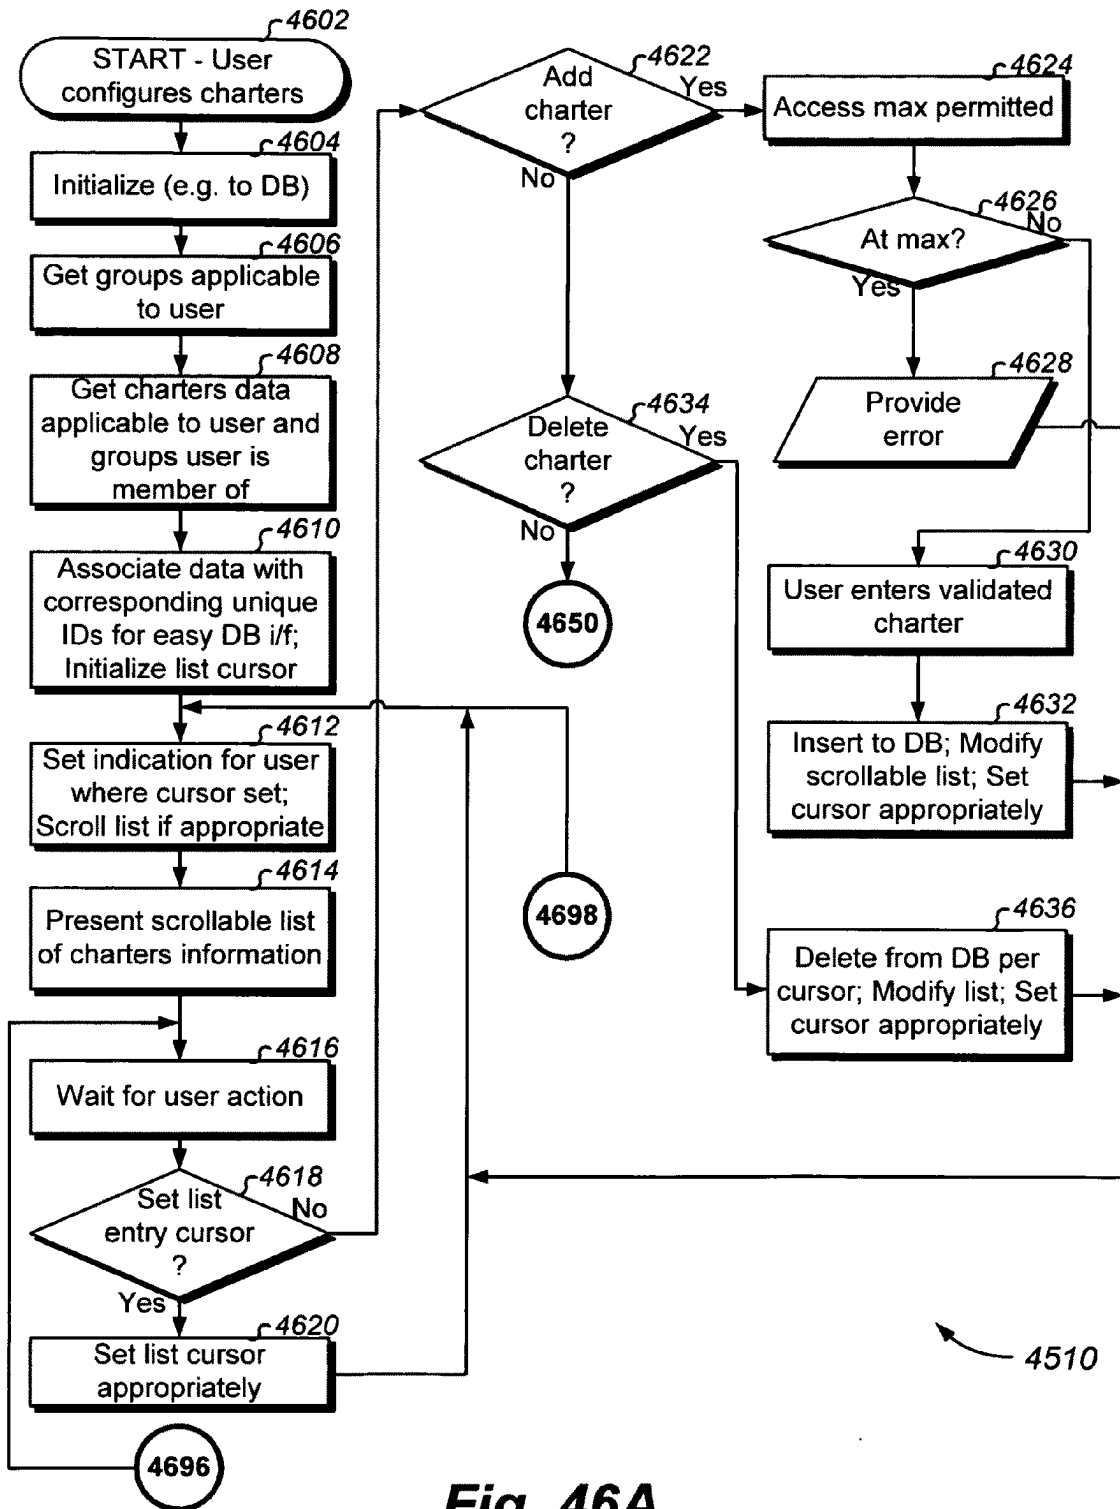 4602
START - User
configures charters
4604
Initialize (e.g. to DB)
4606
Get groups applicable
to user
4608
Get charters data
applicable to user and
groups user is
member of
4610
Associate data with
corresponding unique
IDs for easy DB i/f;
Initialize list cursor
4612
Set indication for user
where cursor set;
Scroll list if appropriate
4614
Present scrollable list
of charters information
4616
Wait for user action
4618
Set list
entry cursor
?
No
Yes
4620
Set list cursor
appropriately
4696
4622
Add
charter
?
Yes
No
4634
Delete
charter
?
Yes
No
4650
4698
4624
Access max permitted
4626
At max?
No
Yes
4628
Provide
error
4630
User enters validated
charter
4632
Insert to DB; Modify
scrollable list; Set
cursor appropriately
4636
Delete from DB per
cursor; Modify list; Set
cursor appropriately
4510
Fig. 46A